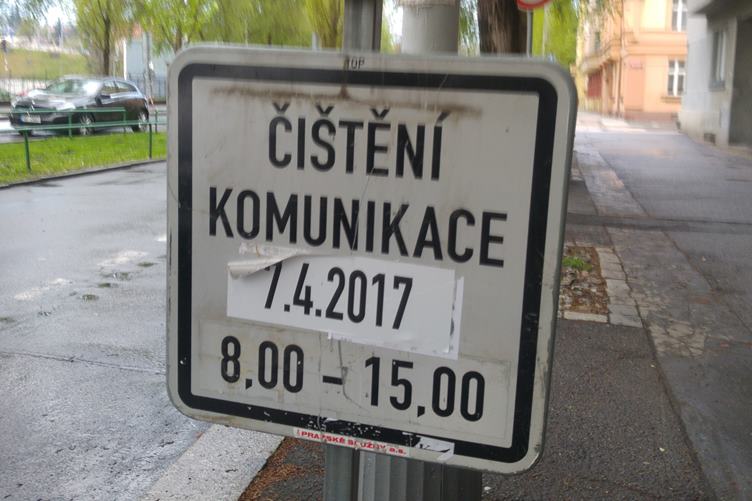 ČIŠTĚNÍ
KOMUNIKACE
7.4.2017
8,00 – 15,00
PRAŽSKÉ SLUŽBY a.s.